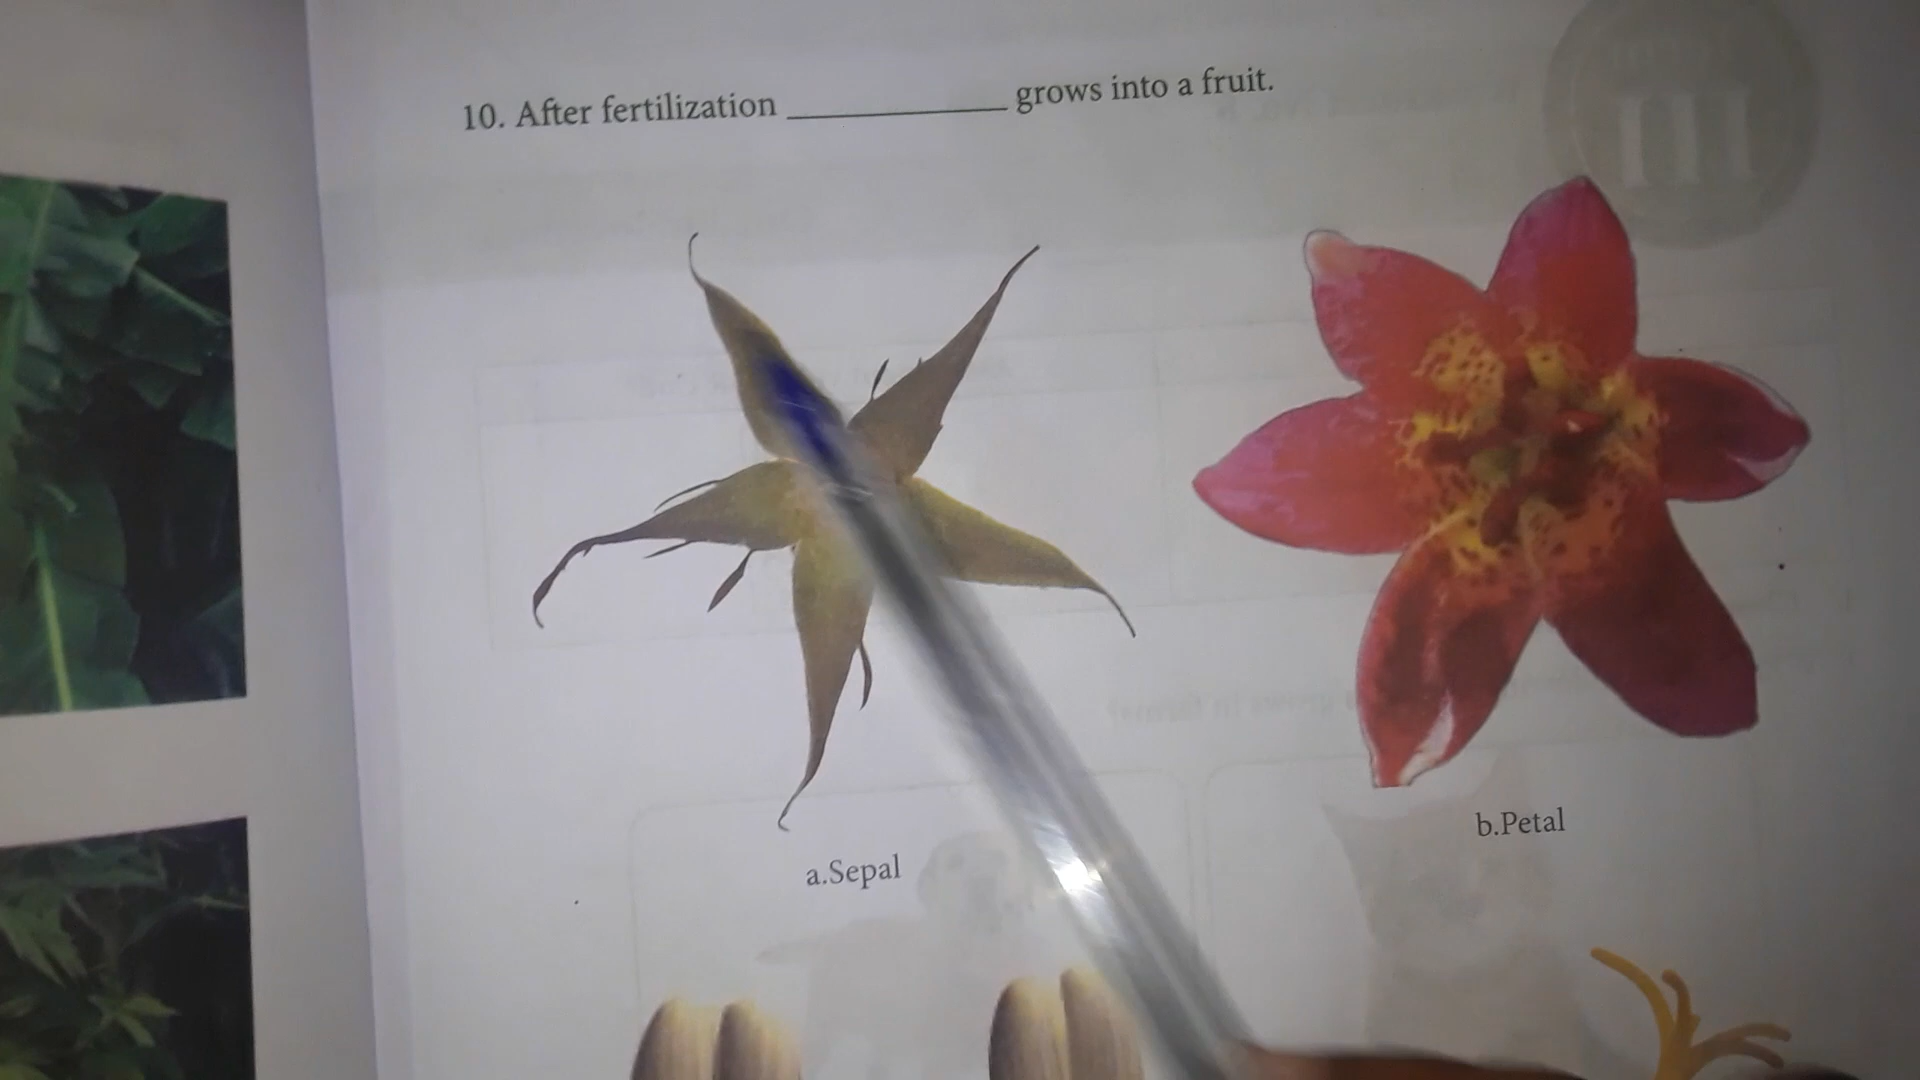 10. After fertilization ____________ grows into a fruit.
a.Sepal
b.Petal